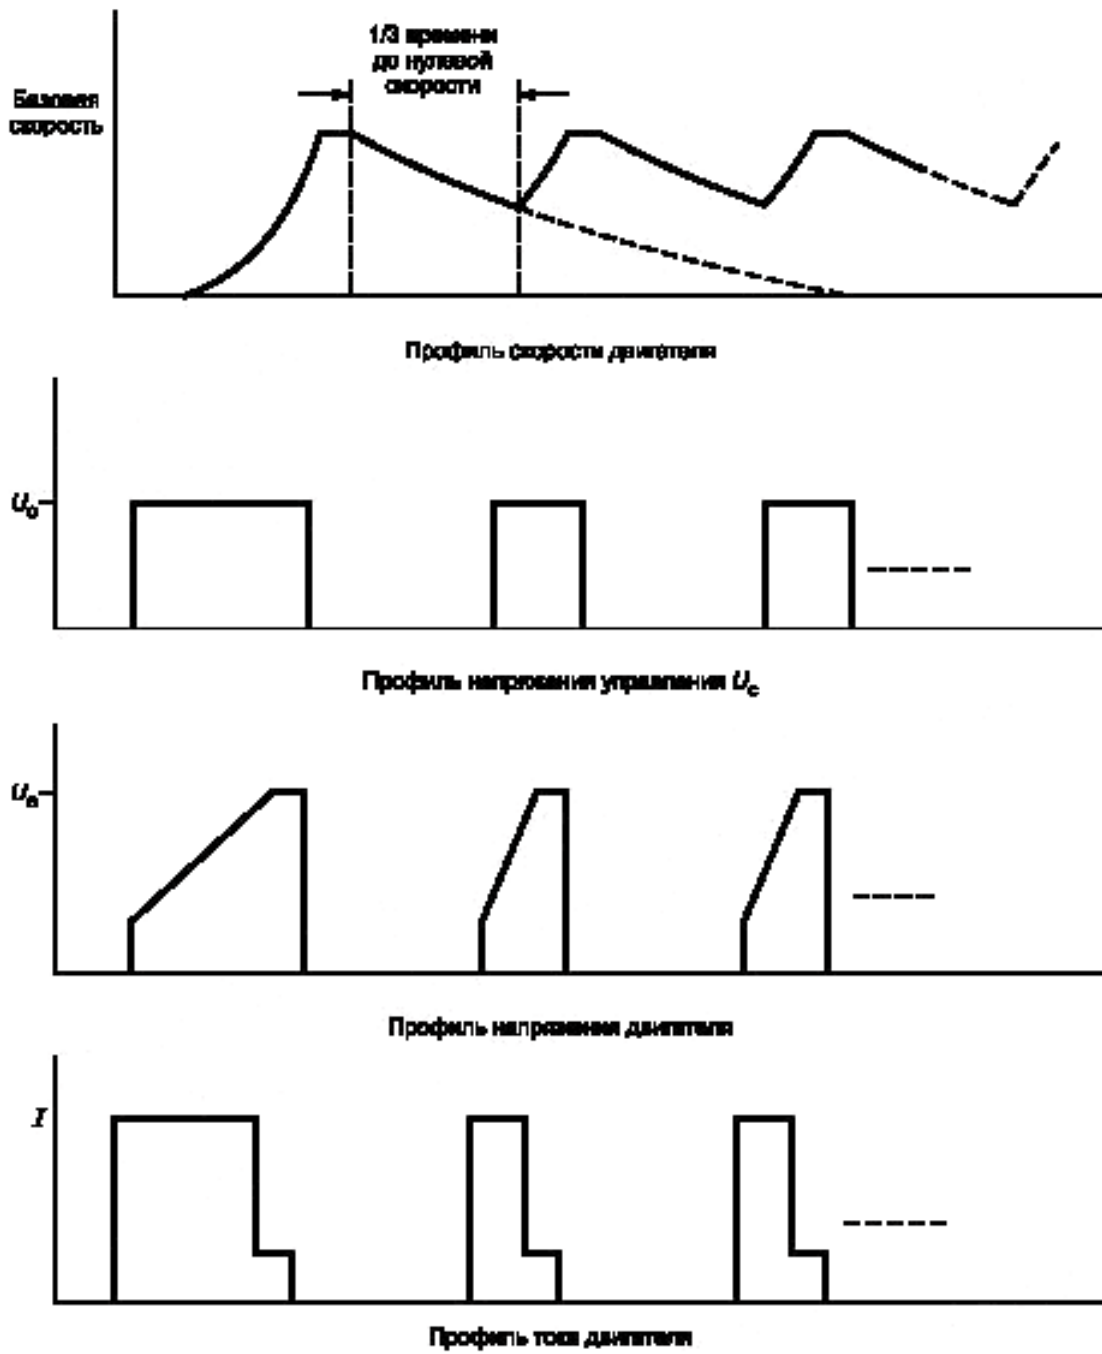 1/3 времени
до нулевой
скорости
Базовая
скорость
Профиль скорости двигателя
U₀
Профиль напряжения управления U꜀
Uₐ
Профиль напряжения двигателя
I
Профиль тока двигателя